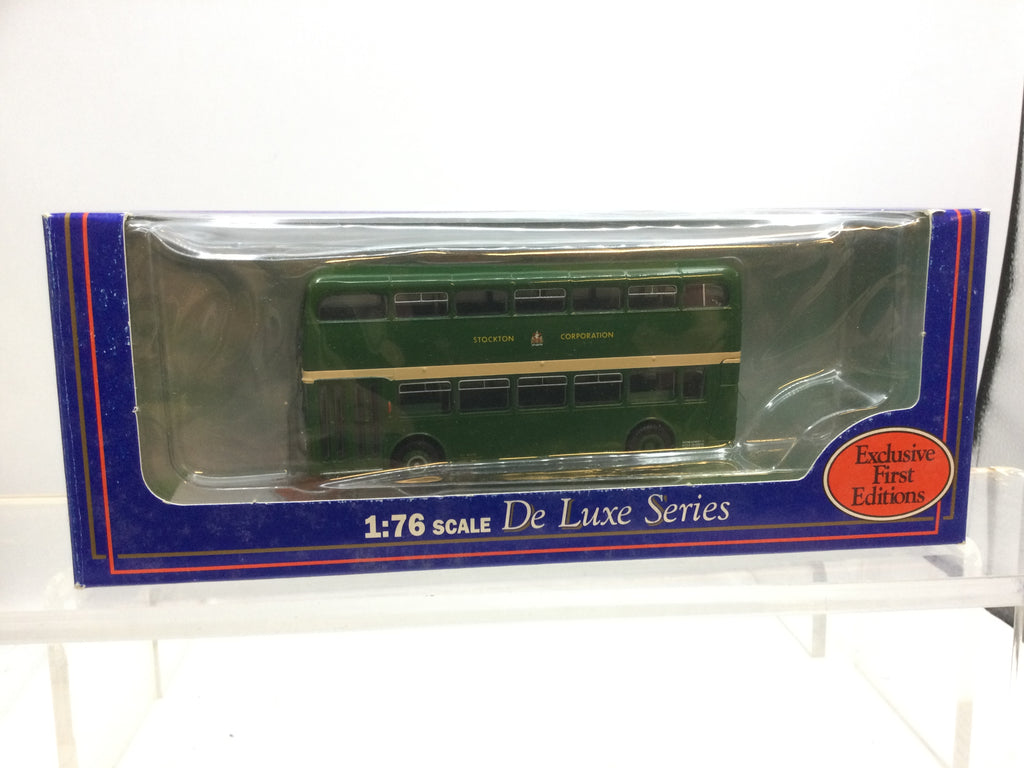 STOCKTON CORPORATION
1:76 SCALE De Luxe Series
Exclusive
First
Editions